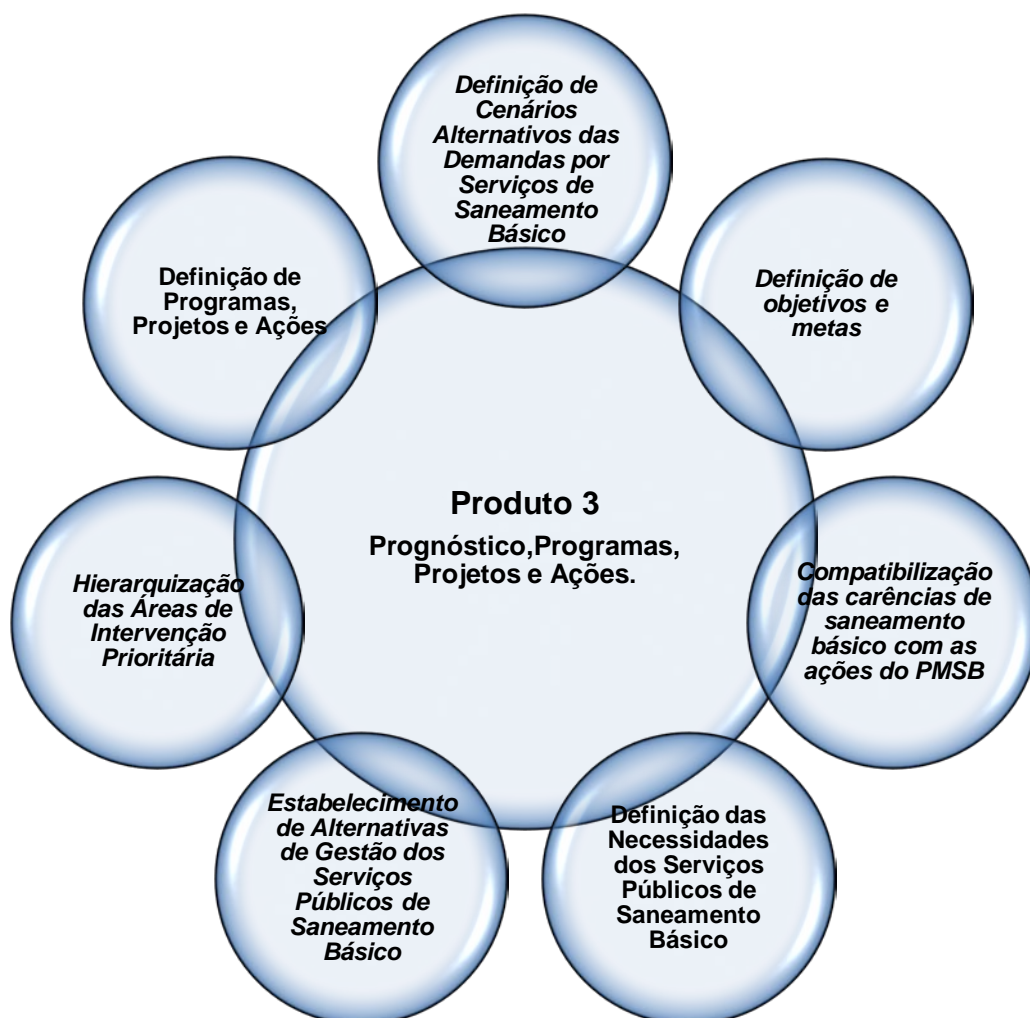 Definição de
Cenários
Alternativos das
Demandas por
Serviços de
Saneamento
Básico
Definição de
objetivos e
metas
Compatibilização
das carências de
saneamento
básico com as
ações do PMSB
Definição das
Necessidades
dos Serviços
Públicos de
Saneamento
Básico
Estabelecimento
de Alternativas
de Gestão dos
Serviços
Públicos de
Saneamento
Básico
Hierarquização
das Áreas de
Intervenção
Prioritária
Definição de
Programas,
Projetos e Ações
Produto 3
Prognóstico,Programas,
Projetos e Ações.